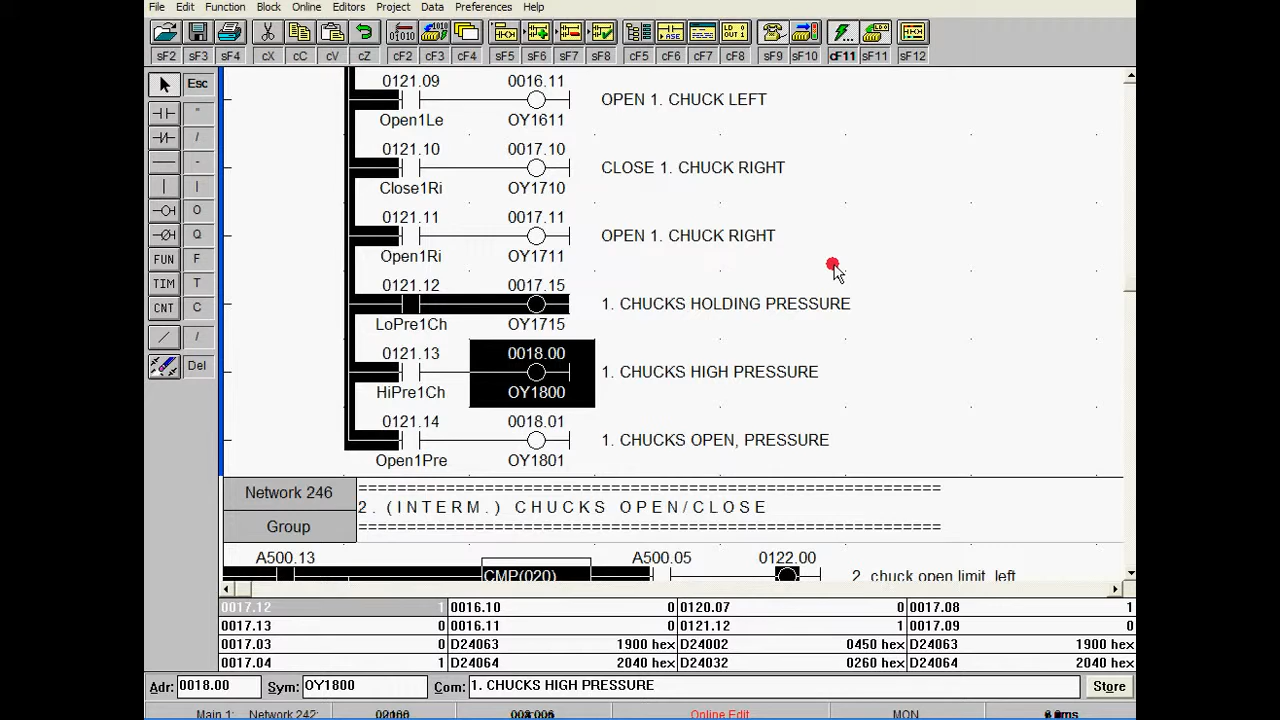 File Edit Function Block Online Editors Project Data Preferences Help
sF2 sF3 sF4 cX cC cV cZ cF2 cF3 cF4 sF5 sF6 sF7 sF8 cF5 cF6 cF7 cF8 sF9 sF10 cF11 sF11 sF12
Esc
"
/
-
|
O
Q
FUN F
TIM T
CNT C
/
Del
0121.09 0016.11
OPEN 1. CHUCK LEFT
Open1Le OY1611
0121.10 0017.10
CLOSE 1. CHUCK RIGHT
Close1Ri OY1710
0121.11 0017.11
OPEN 1. CHUCK RIGHT
Open1Ri OY1711
0121.12 0017.15
1. CHUCKS HOLDING PRESSURE
LoPre1Ch OY1715
0121.13 0018.00
1. CHUCKS HIGH PRESSURE
HiPre1Ch OY1800
0121.14 0018.01
1. CHUCKS OPEN, PRESSURE
Open1Pre OY1801
Network 246
2. (INTERM.) CHUCKS OPEN/CLOSE
Group
A500.13 A500.05 0122.00
CMP(020) 2. chuck open limit, left
0017.12 1 0016.10 0 0120.07 0 0017.08 1
0017.13 0 0016.11 0 0121.12 1 0017.09 0
0017.03 0 D24063 1900 hex D24002 0450 hex D24063 1900 hex
0017.04 1 D24064 2040 hex D24032 0260 hex D24064 2040 hex
Adr: 0018.00 Sym: OY1800 Com: 1. CHUCKS HIGH PRESSURE Store
Main 1: Network 242: Online Edit MON